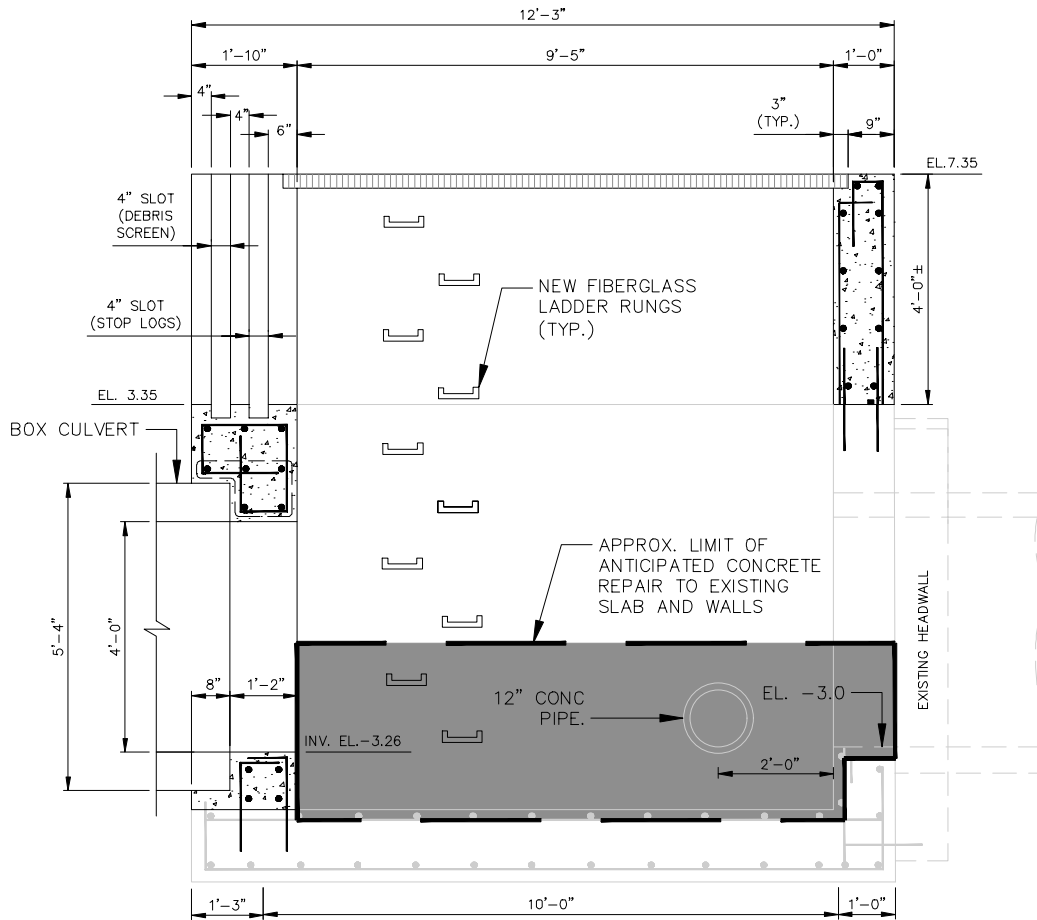 12'-3"
1'-10"
9'-5"
1'-0"
4"
4"
6"
3"
(TYP.)
9"
EL.7.35
4" SLOT
(DEBRIS
SCREEN)
4" SLOT
(STOP LOGS)
NEW FIBERGLASS
LADDER RUNGS
(TYP.)
4'-0"±
EL. 3.35
BOX CULVERT
APPROX. LIMIT OF
ANTICIPATED CONCRETE
REPAIR TO EXISTING
SLAB AND WALLS
EXISTING HEADWALL
5'-4"
4'-0"
8"
1'-2"
12" CONC
PIPE.
EL. -3.0
INV. EL.-3.26
2'-0"
1'-3"
10'-0"
1'-0"